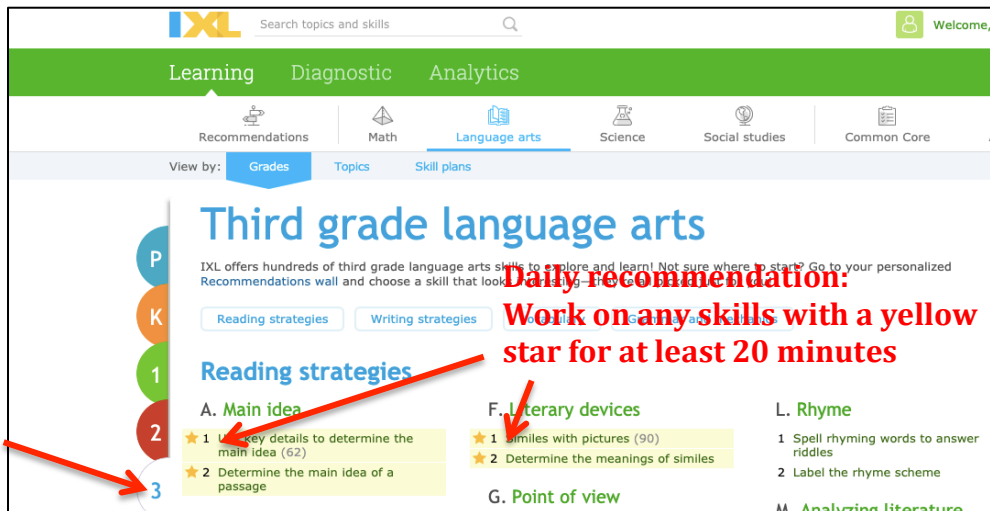 IXL
Search topics and skills
Welcome,
Learning Diagnostic Analytics
Recommendations Math Language arts Science Social studies Common Core
View by: Grades Topics Skill plans
Third grade language arts
P
K
1
2
3
IXL offers hundreds of third grade language arts skills to explore and learn! Not sure where to start? Go to your personalized
Recommendations wall and choose a skill that looks interesting—
Daily recommendation:
Work on any skills with a yellow
star for at least 20 minutes
Reading strategies Writing strategies
Reading strategies
A. Main idea
1 Use key details to determine the
main idea (62)
2 Determine the main idea of a
passage
F. Literary devices
1 Similes with pictures (90)
2 Determine the meanings of similes
G. Point of view
L. Rhyme
1 Spell rhyming words to answer
riddles
2 Label the rhyme scheme
M. Analyzing literature